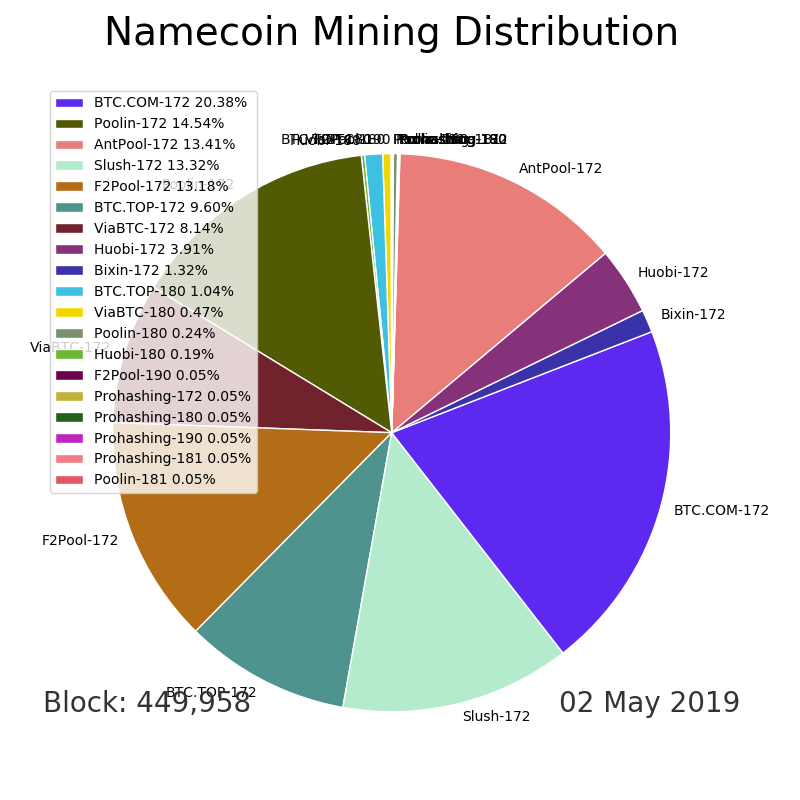 Namecoin Mining Distribution
BTC.COM-172 20.38%
Poolin-172 14.54%
AntPool-172 13.41%
Slush-172 13.32%
F2Pool-172 13.18%
BTC.TOP-172 9.60%
ViaBTC-172 8.14%
Huobi-172 3.91%
Bixin-172 1.32%
BTC.TOP-180 1.04%
ViaBTC-180 0.47%
Poolin-180 0.24%
Huobi-180 0.19%
F2Pool-190 0.05%
Prohashing-172 0.05%
Prohashing-180 0.05%
Prohashing-190 0.05%
Prohashing-181 0.05%
Poolin-181 0.05%
AntPool-172
Huobi-172
Bixin-172
BTC.COM-172
Slush-172
BTC.TOP-172
F2Pool-172
ViaBTC-172
Block: 449,958
02 May 2019